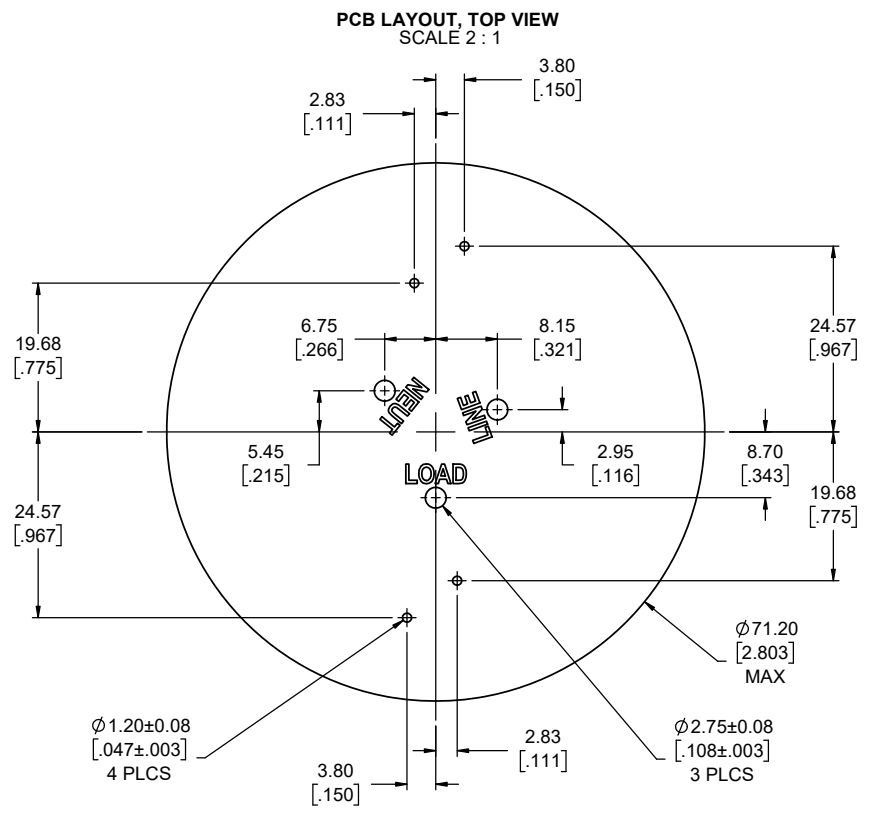 PCB LAYOUT, TOP VIEW
SCALE 2 : 1
3.80
[.150]
2.83
[.111]
6.75
[.266]
8.15
[.321]
19.68
[.775]
24.57
[.967]
NEUT
LINE
5.45
[.215]
LOAD
2.95
[.116]
8.70
[.343]
24.57
[.967]
19.68
[.775]
Ø71.20
[2.803]
MAX
Ø1.20±0.08
[.047±.003]
4 PLCS
3.80
[.150]
2.83
[.111]
Ø2.75±0.08
[.108±.003]
3 PLCS